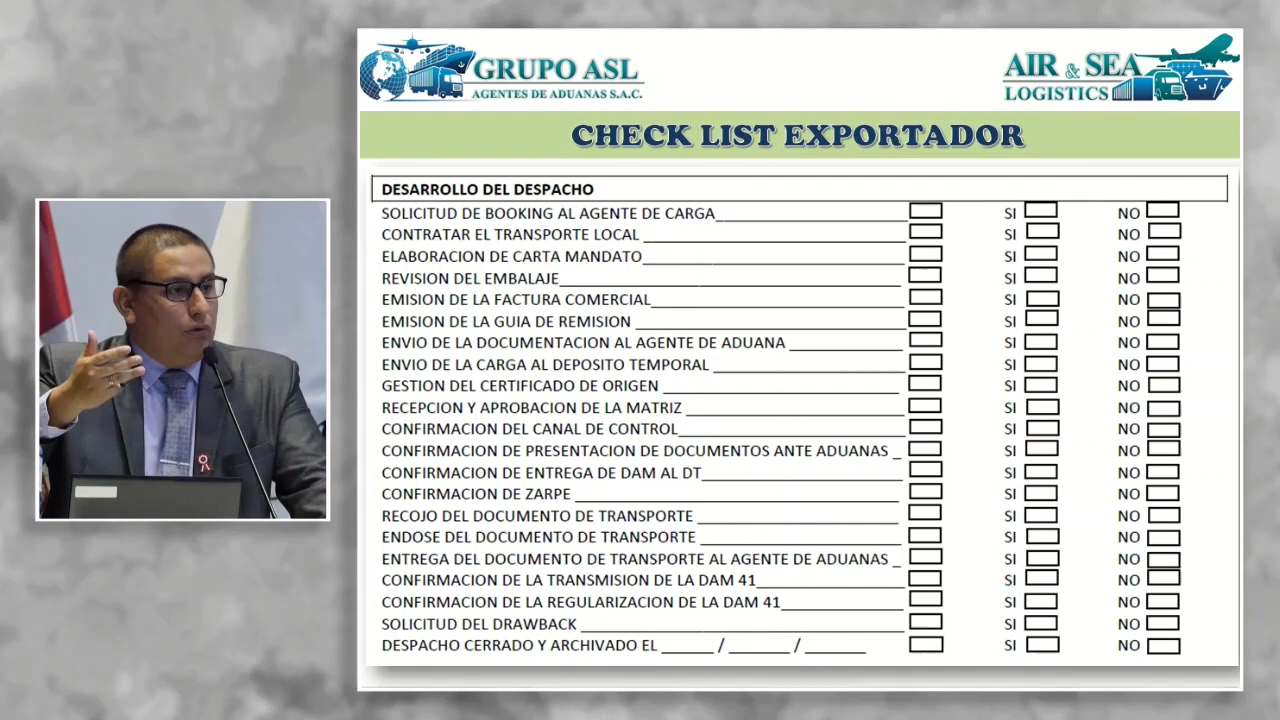 GRUPO ASL
AGENTES DE ADUANAS S.A.C.
AIR & SEA
LOGISTICS
CHECK LIST EXPORTADOR
DESARROLLO DEL DESPACHO
SOLICITUD DE BOOKING AL AGENTE DE CARGA SI NO
CONTRATAR EL TRANSPORTE LOCAL SI NO
ELABORACION DE CARTA MANDATO SI NO
REVISION DEL EMBALAJE SI NO
EMISION DE LA FACTURA COMERCIAL SI NO
EMISION DE LA GUIA DE REMISION SI NO
ENVIO DE LA DOCUMENTACION AL AGENTE DE ADUANA SI NO
ENVIO DE LA CARGA AL DEPOSITO TEMPORAL SI NO
GESTION DEL CERTIFICADO DE ORIGEN SI NO
RECEPCION Y APROBACION DE LA MATRIZ SI NO
CONFIRMACION DEL CANAL DE CONTROL SI NO
CONFIRMACION DE PRESENTACION DE DOCUMENTOS ANTE ADUANAS SI NO
CONFIRMACION DE ENTREGA DE DAM AL DT SI NO
CONFIRMACION DE ZARPE SI NO
RECOJO DEL DOCUMENTO DE TRANSPORTE SI NO
ENDOSE DEL DOCUMENTO DE TRANSPORTE SI NO
ENTREGA DEL DOCUMENTO DE TRANSPORTE AL AGENTE DE ADUANAS SI NO
CONFIRMACION DE LA TRANSMISION DE LA DAM 41 SI NO
CONFIRMACION DE LA REGULARIZACION DE LA DAM 41 SI NO
SOLICITUD DEL DRAWBACK SI NO
DESPACHO CERRADO Y ARCHIVADO EL ______ / _______ / _______ SI NO